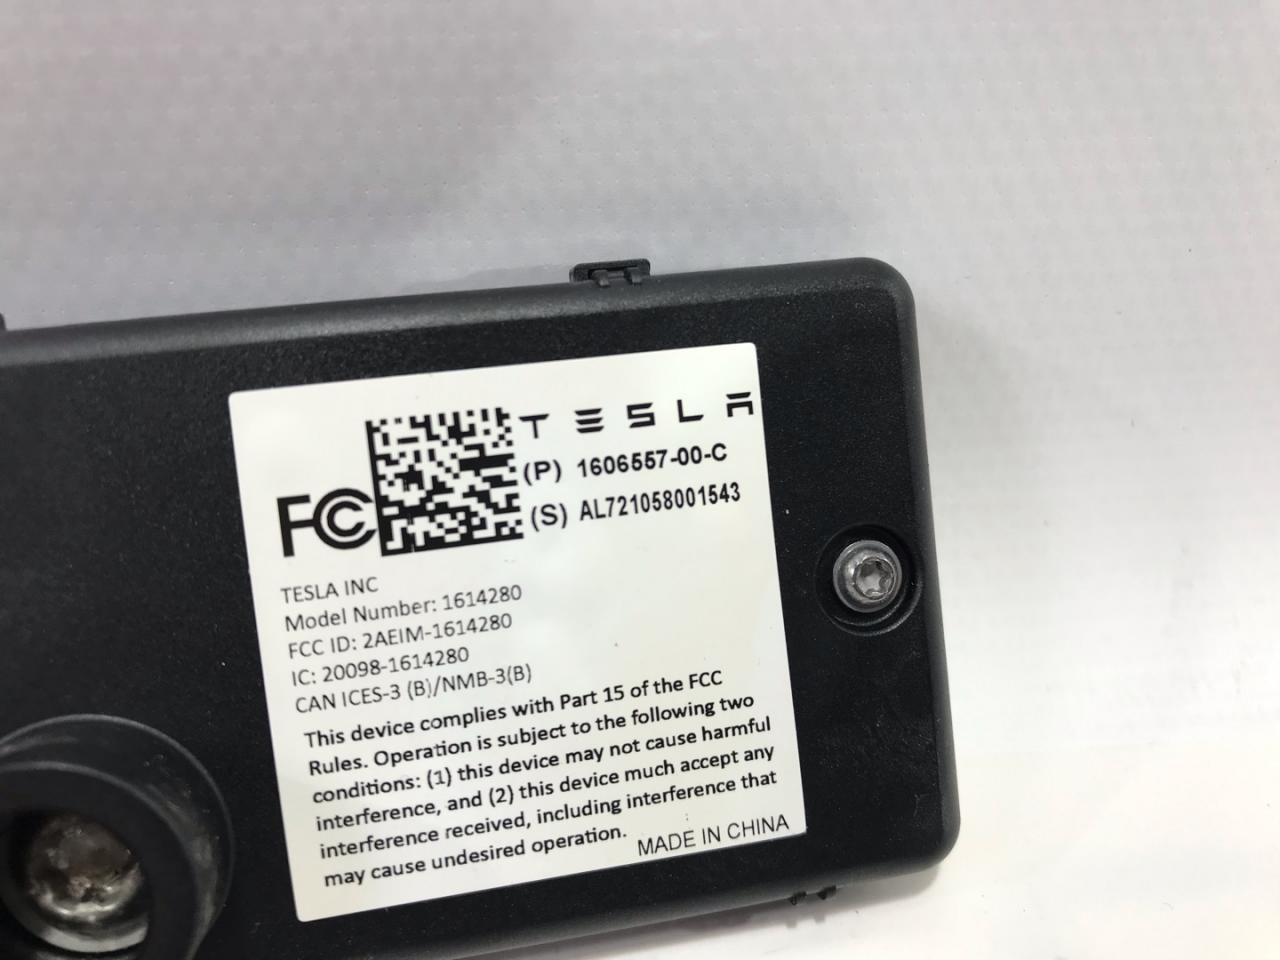 TESLA
(P) 1606557-00-C
(S) AL721058001543
FC
TESLA INC
Model Number: 1614280
FCC ID: 2AEIM-1614280
IC: 20098-1614280
CAN ICES-3 (B)/NMB-3(B)
This device complies with Part 15 of the FCC
Rules. Operation is subject to the following two
conditions: (1) this device may not cause harmful
interference, and (2) this device much accept any
interference received, including interference that
may cause undesired operation.
MADE IN CHINA